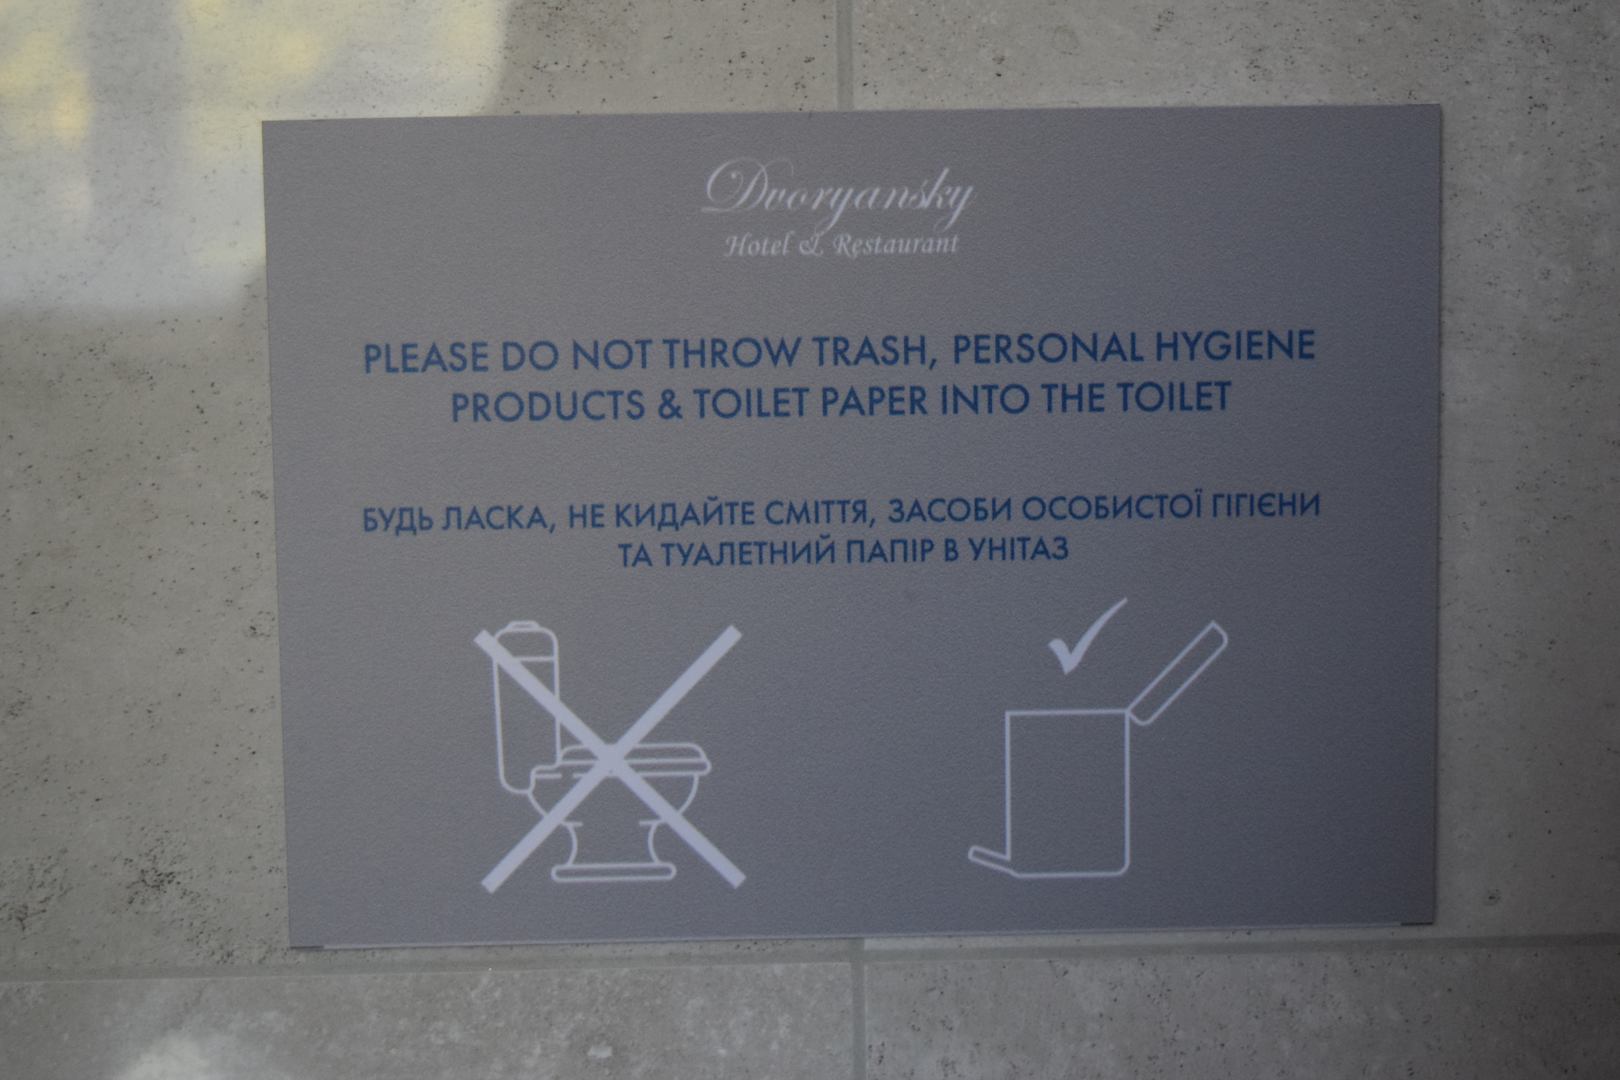 Dvoryansky
Hotel & Restaurant
PLEASE DO NOT THROW TRASH, PERSONAL HYGIENE
PRODUCTS & TOILET PAPER INTO THE TOILET
БУДЬ ЛАСКА, НЕ КИДАЙТЕ СМІТТЯ, ЗАСОБИ ОСОБИСТОЇ ГІГІЄНИ
ТА ТУАЛЕТНИЙ ПАПІР В УНІТАЗ